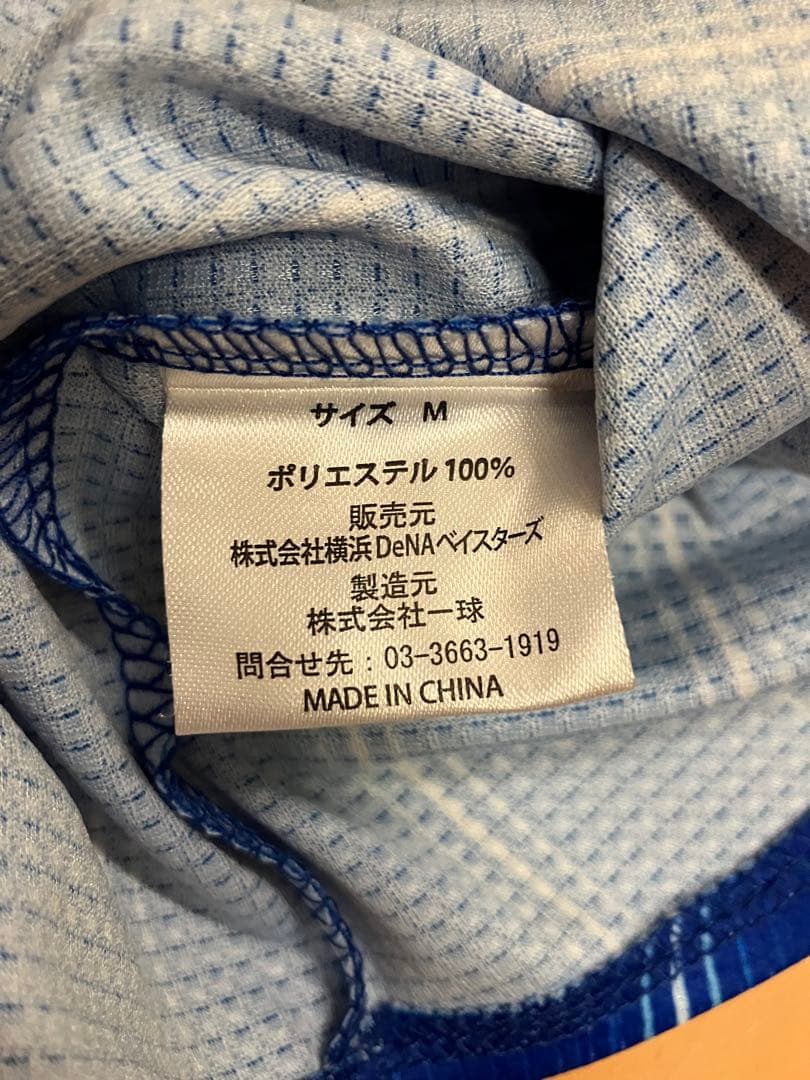 サイズ M
ポリエステル 100%
販売元
株式会社横浜DeNAベイスターズ
製造元
株式会社一球
問合せ先：03-3663-1919
MADE IN CHINA